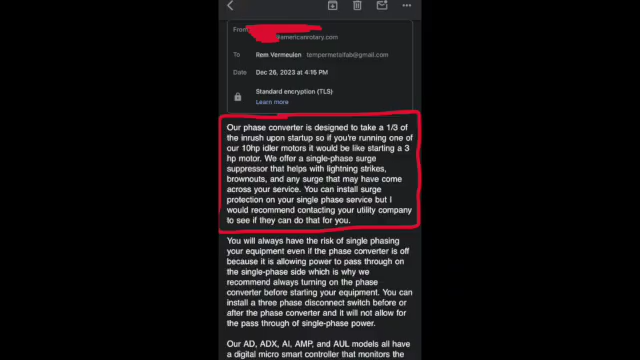 From
@americanrotary.com
To Rem Vermeulen tempermetalfab@gmail.com
Date Dec 26, 2023 at 4:15 PM
Standard encryption (TLS)
Learn more
Our phase converter is designed to take a 1/3 of
the inrush upon startup so if you're running one of
our 10hp idler motors it would be like starting a 3
hp motor. We offer a single-phase surge
suppressor that helps with lightning strikes,
brownouts, and any surge that may have come
across your service. You can install surge
protection on your single phase service but I
would recommend contacting your utility company
to see if they can do that for you.
You will always have the risk of single phasing
your equipment even if the phase converter is off
because it is allowing power to pass through on
the single-phase side which is why we
recommend always turning on the phase
converter before starting your equipment. You can
install a three phase disconnect switch before or
after the phase converter and it will not allow for
the pass through of single-phase power.
Our AD, ADX, AI, AMP, and AUL models all have
a digital micro smart controller that monitors the